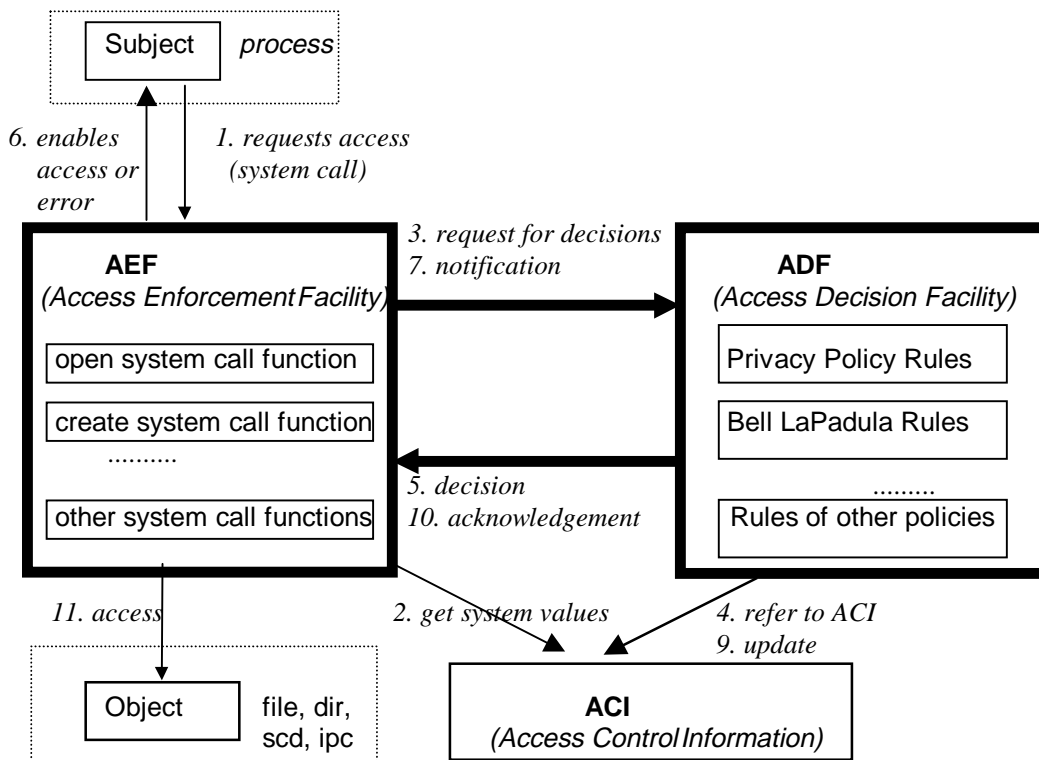 Subject process
6. enables
access or
error
1. requests access
(system call)
AEF
(Access Enforcement Facility)
open system call function
create system call function
..........
other system call functions
3. request for decisions
7. notification
5. decision
10. acknowledgement
ADF
(Access Decision Facility)
Privacy Policy Rules
Bell LaPadula Rules
.........
Rules of other policies
11. access
2. get system values
4. refer to ACI
9. update
Object
file, dir,
scd, ipc
ACI
(Access Control Information)